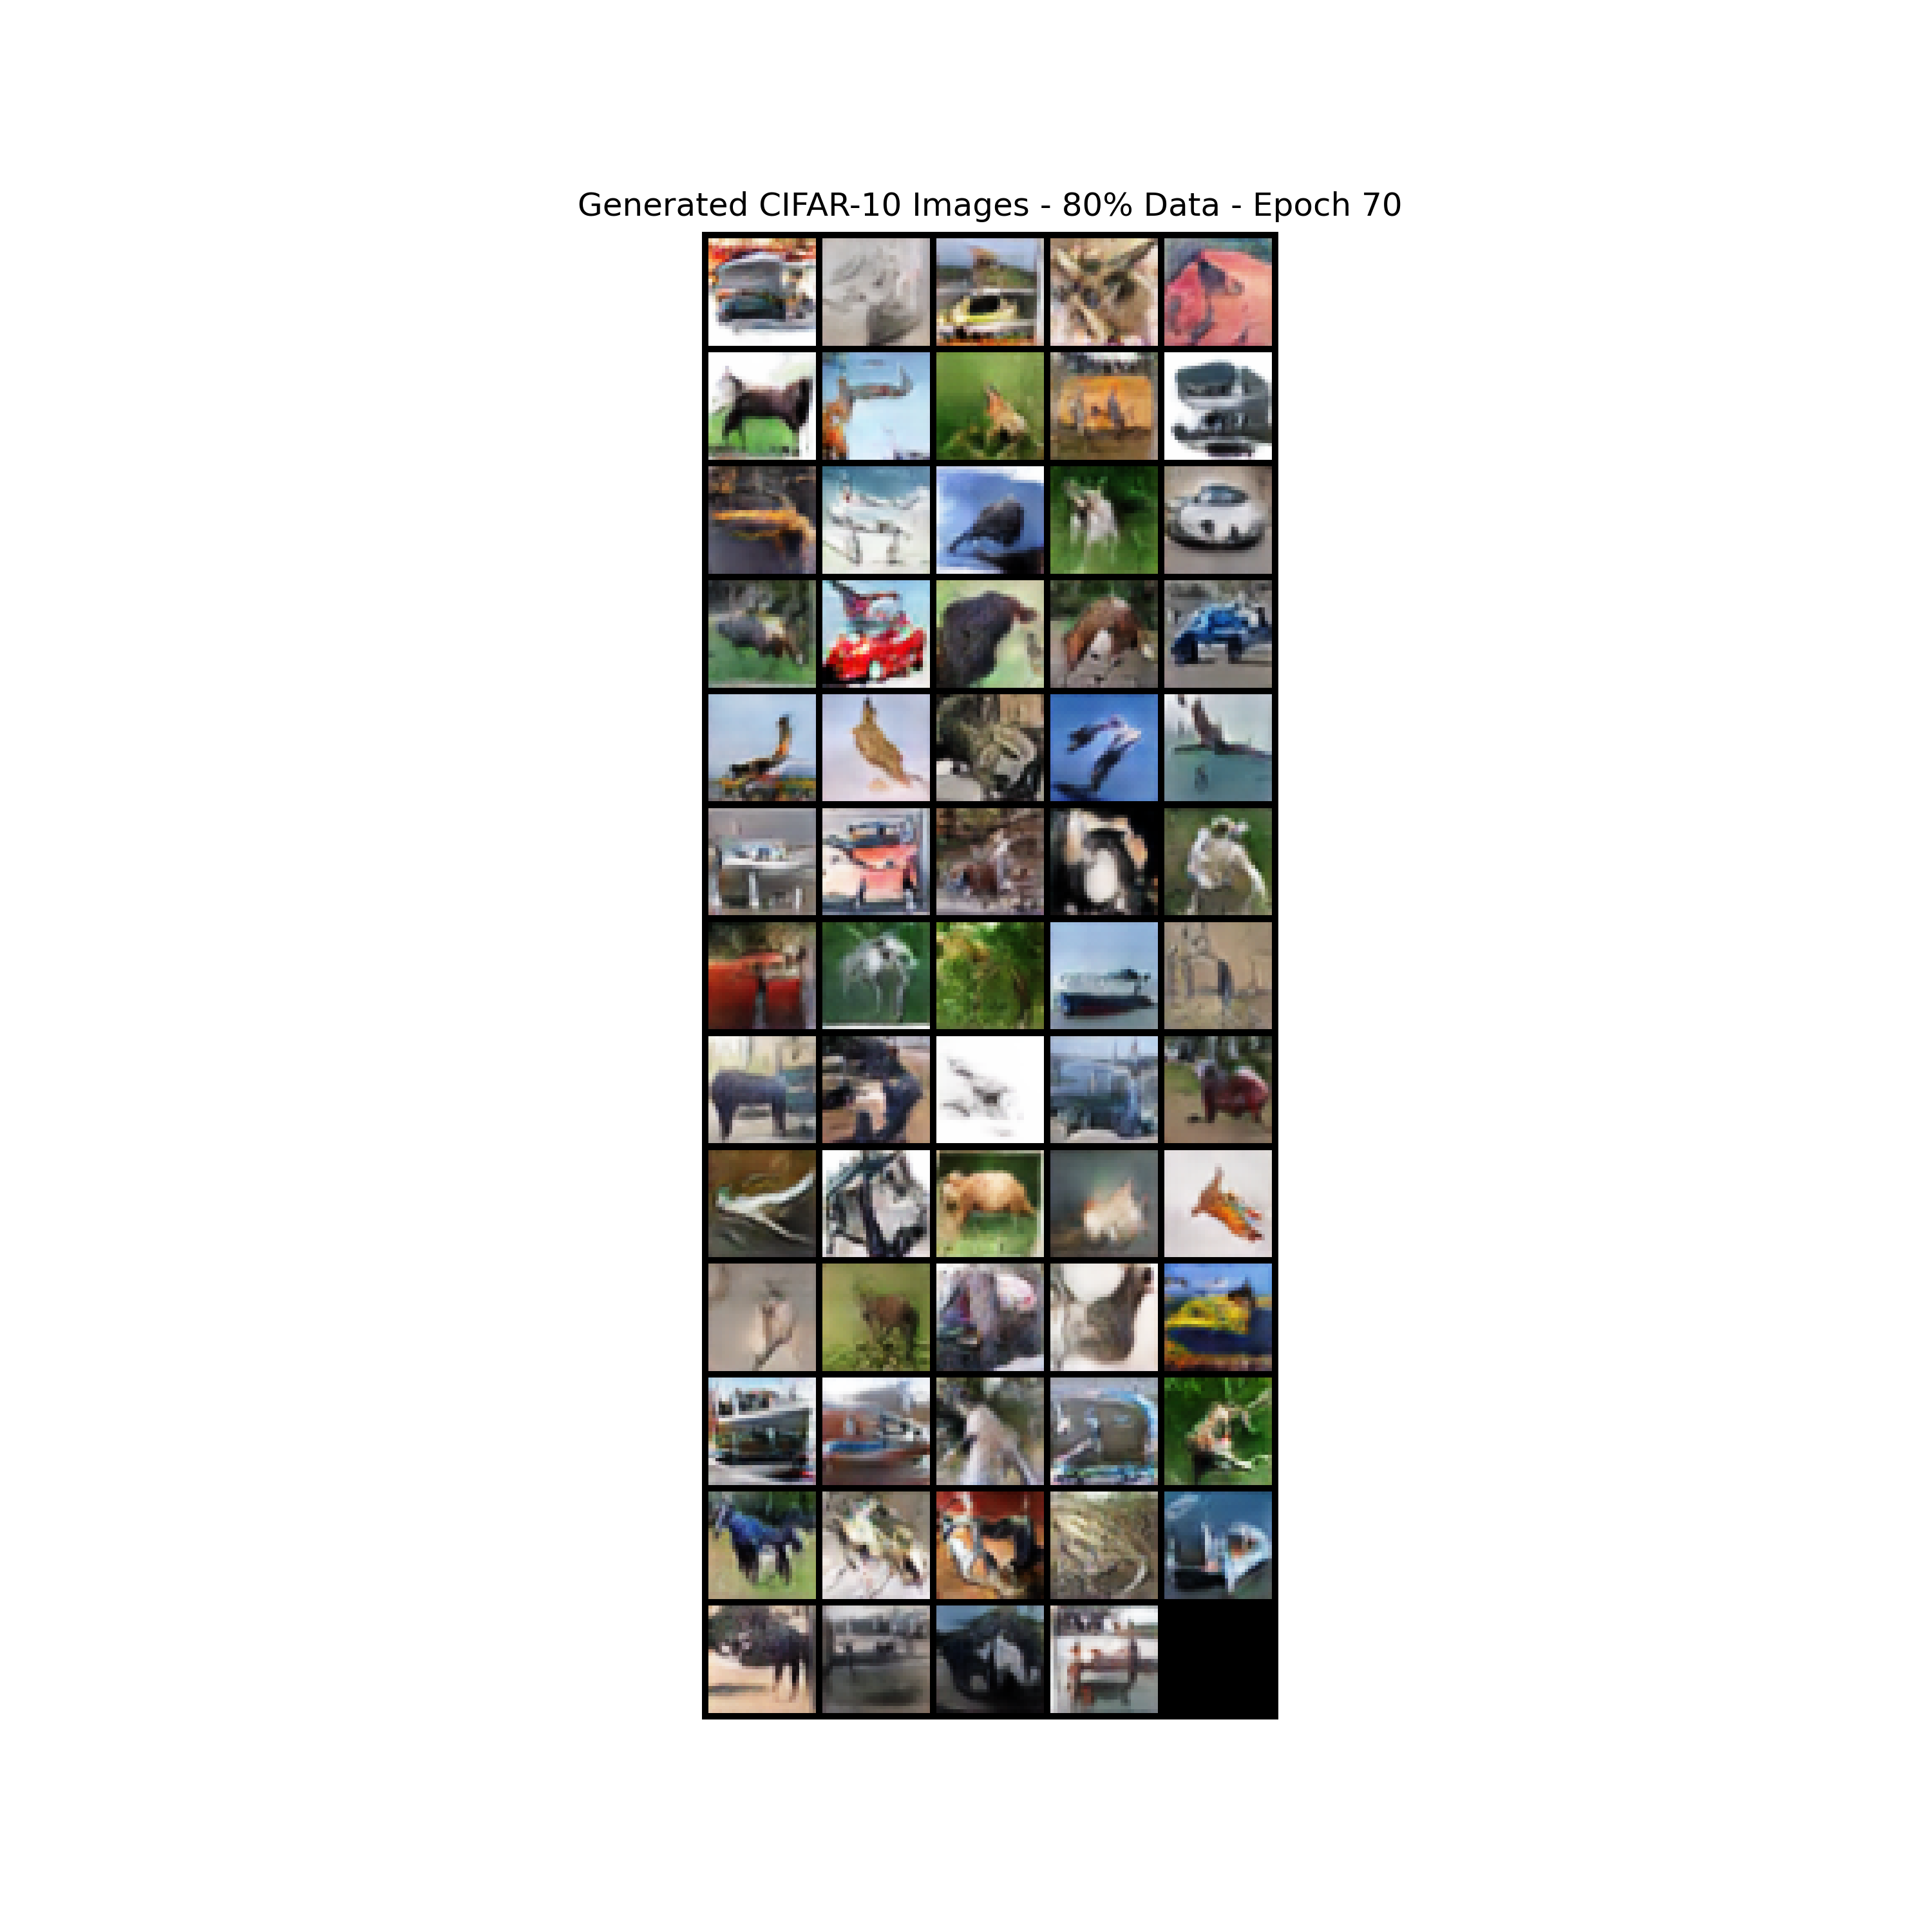 Generated CIFAR-10 Images - 80% Data - Epoch 70